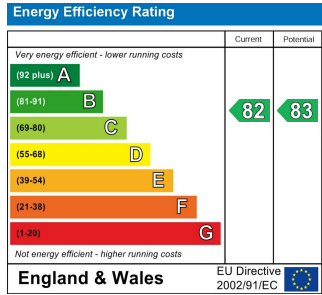 Energy Efficiency Rating
Current Potential
Very energy efficient - lower running costs
(92 plus) A
(81-91) B
82 83
(69-80) C
(55-68) D
(39-54) E
(21-38) F
(1-20) G
Not energy efficient - higher running costs
England & Wales
EU Directive
2002/91/EC